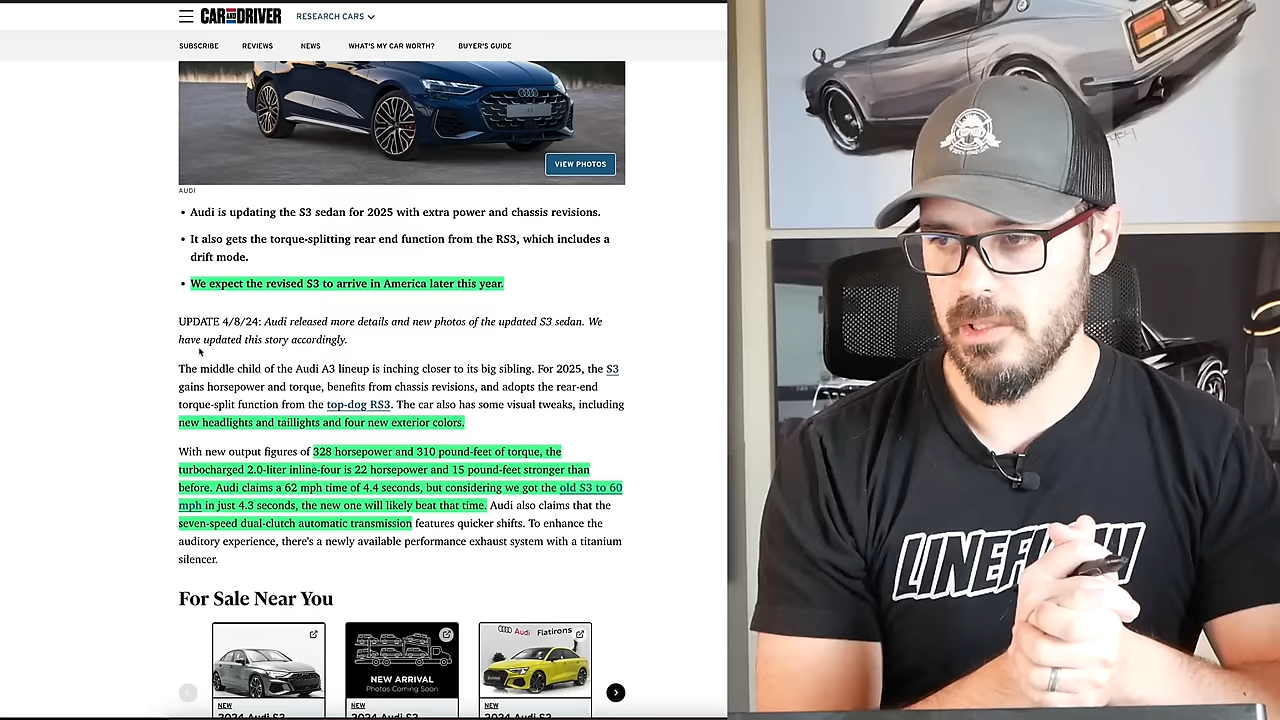 CAR AND DRIVER
RESEARCH CARS
SUBSCRIBE
REVIEWS
NEWS
WHAT'S MY CAR WORTH?
BUYER'S GUIDE
VIEW PHOTOS
AUDI
• Audi is updating the S3 sedan for 2025 with extra power and chassis revisions.
• It also gets the torque-splitting rear end function from the RS3, which includes a
drift mode.
• We expect the revised S3 to arrive in America later this year.
UPDATE 4/8/24: Audi released more details and new photos of the updated S3 sedan. We
have updated this story accordingly.
The middle child of the Audi A3 lineup is inching closer to its big sibling. For 2025, the S3
gains horsepower and torque, benefits from chassis revisions, and adopts the rear-end
torque-split function from the top-dog RS3. The car also has some visual tweaks, including
new headlights and taillights and four new exterior colors.
With new output figures of 328 horsepower and 310 pound-feet of torque, the
turbocharged 2.0-liter inline-four is 22 horsepower and 15 pound-feet stronger than
before. Audi claims a 62 mph time of 4.4 seconds, but considering we got the old S3 to 60
mph in just 4.3 seconds, the new one will likely beat that time. Audi also claims that the
seven-speed dual-clutch automatic transmission features quicker shifts. To enhance the
auditory experience, there's a newly available performance exhaust system with a titanium
silencer.
For Sale Near You
NEW ARRIVAL
Photos Coming Soon
Audi Flatirons
NEW
NEW
NEW
2024 Audi S3
2024 Audi S3
2024 Audi S3